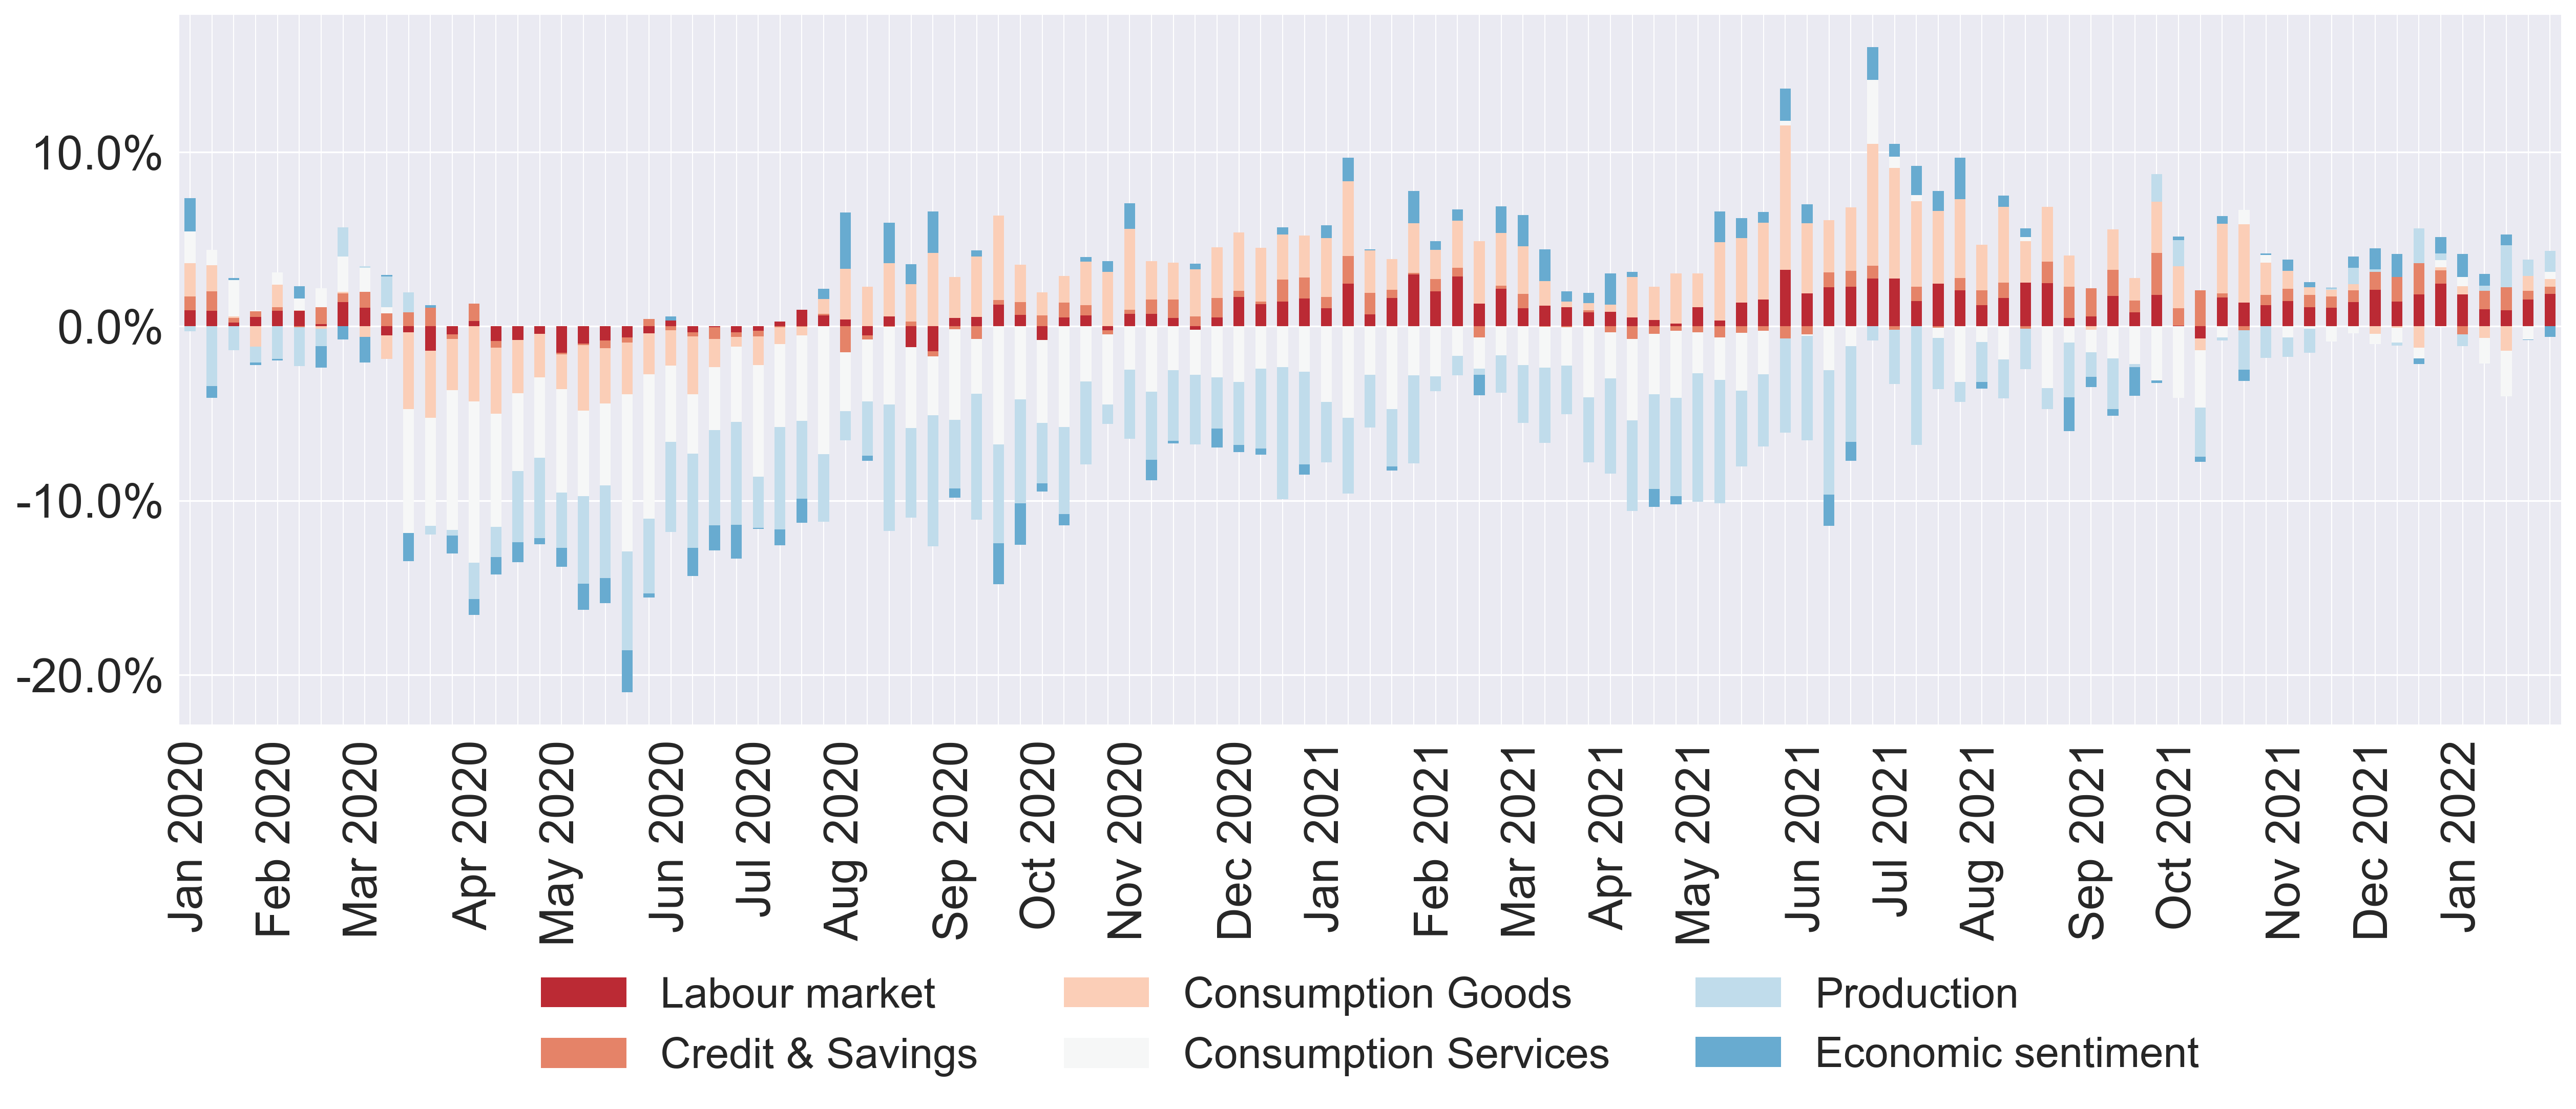 10.0%
0.0%
-10.0%
-20.0%
Jan 2020
Feb 2020
Mar 2020
Apr 2020
May 2020
Jun 2020
Jul 2020
Aug 2020
Sep 2020
Oct 2020
Nov 2020
Dec 2020
Jan 2021
Feb 2021
Mar 2021
Apr 2021
May 2021
Jun 2021
Jul 2021
Aug 2021
Sep 2021
Oct 2021
Nov 2021
Dec 2021
Jan 2022
Labour market
Credit & Savings
Consumption Goods
Consumption Services
Production
Economic sentiment